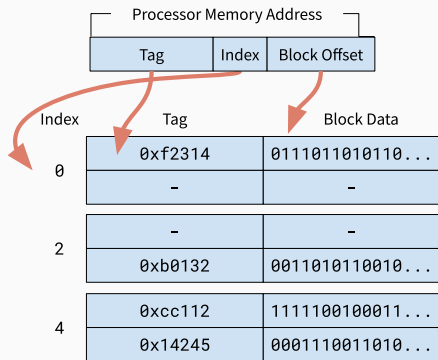 Processor Memory Address
Tag Index Block Offset
Index Tag Block Data
0 0xf2314 0111011010110...
- -
2 - -
0xb0132 0011010110010...
4 0xcc112 1111100100011...
0x14245 0001110011010...